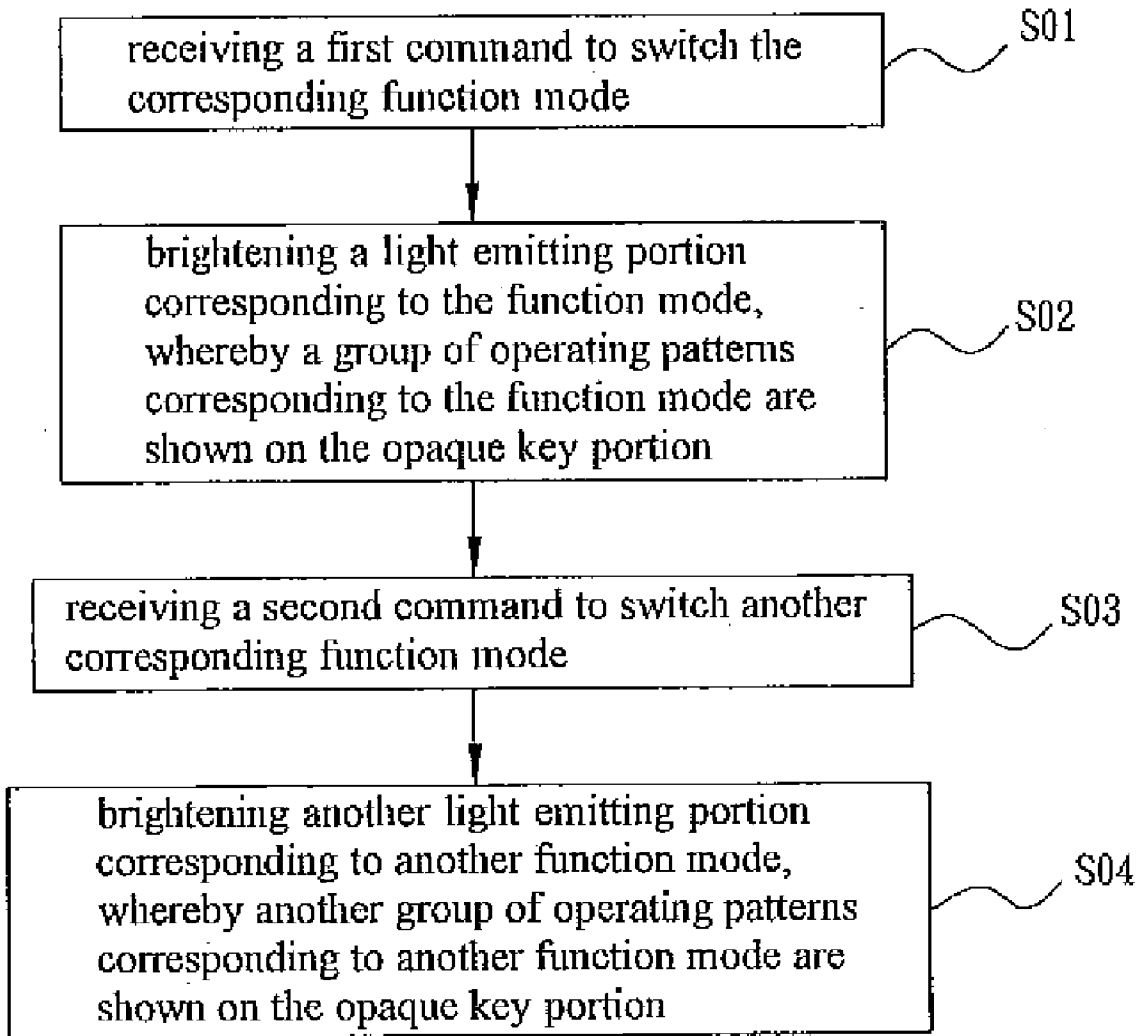 receiving a first command to switch the
corresponding function mode
S01
brightening a light emitting portion
corresponding to the function mode,
whereby a group of operating patterns
corresponding to the function mode are
shown on the opaque key portion
S02
receiving a second command to switch another
corresponding function mode
S03
brightening another light emitting portion
corresponding to another function mode,
whereby another group of operating patterns
corresponding to another function mode are
shown on the opaque key portion
S04